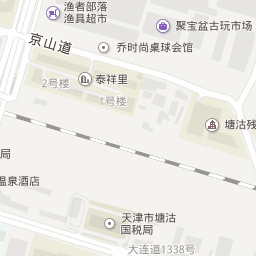 渔者部落
渔具超市
聚宝盆古玩市场
京山道
乔时尚桌球会馆
2号楼
泰祥里
1号楼
塘沽残
局
温泉酒店
天津市塘沽
国税局
大连道1338号